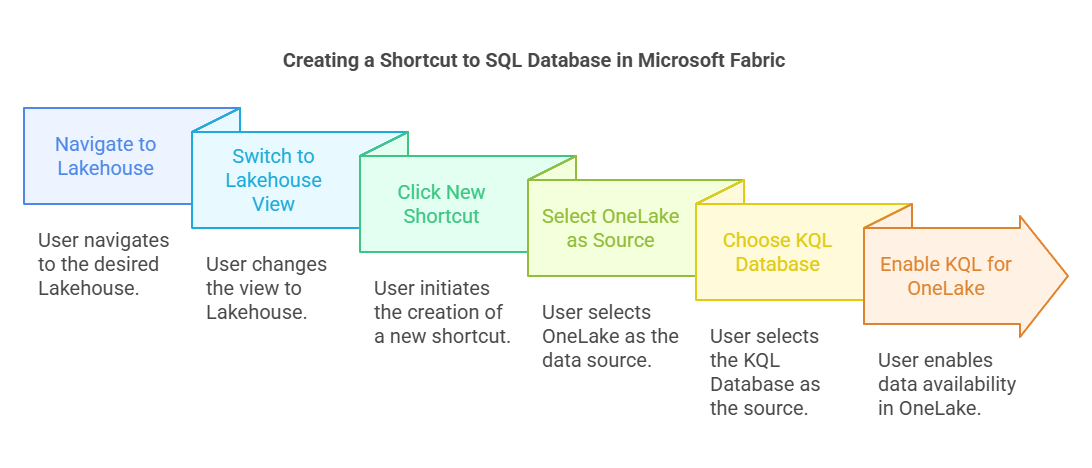 Creating a Shortcut to SQL Database in Microsoft Fabric
Navigate to
Lakehouse
User navigates
to the desired
Lakehouse.
Switch to
Lakehouse
View
User changes
the view to
Lakehouse.
Click New
Shortcut
User initiates
the creation of
a new shortcut.
Select OneLake
as Source
User selects
OneLake as the
data source.
Choose KQL
Database
User selects
the KQL
Database as
the source.
Enable KQL for
OneLake
User enables
data availability
in OneLake.